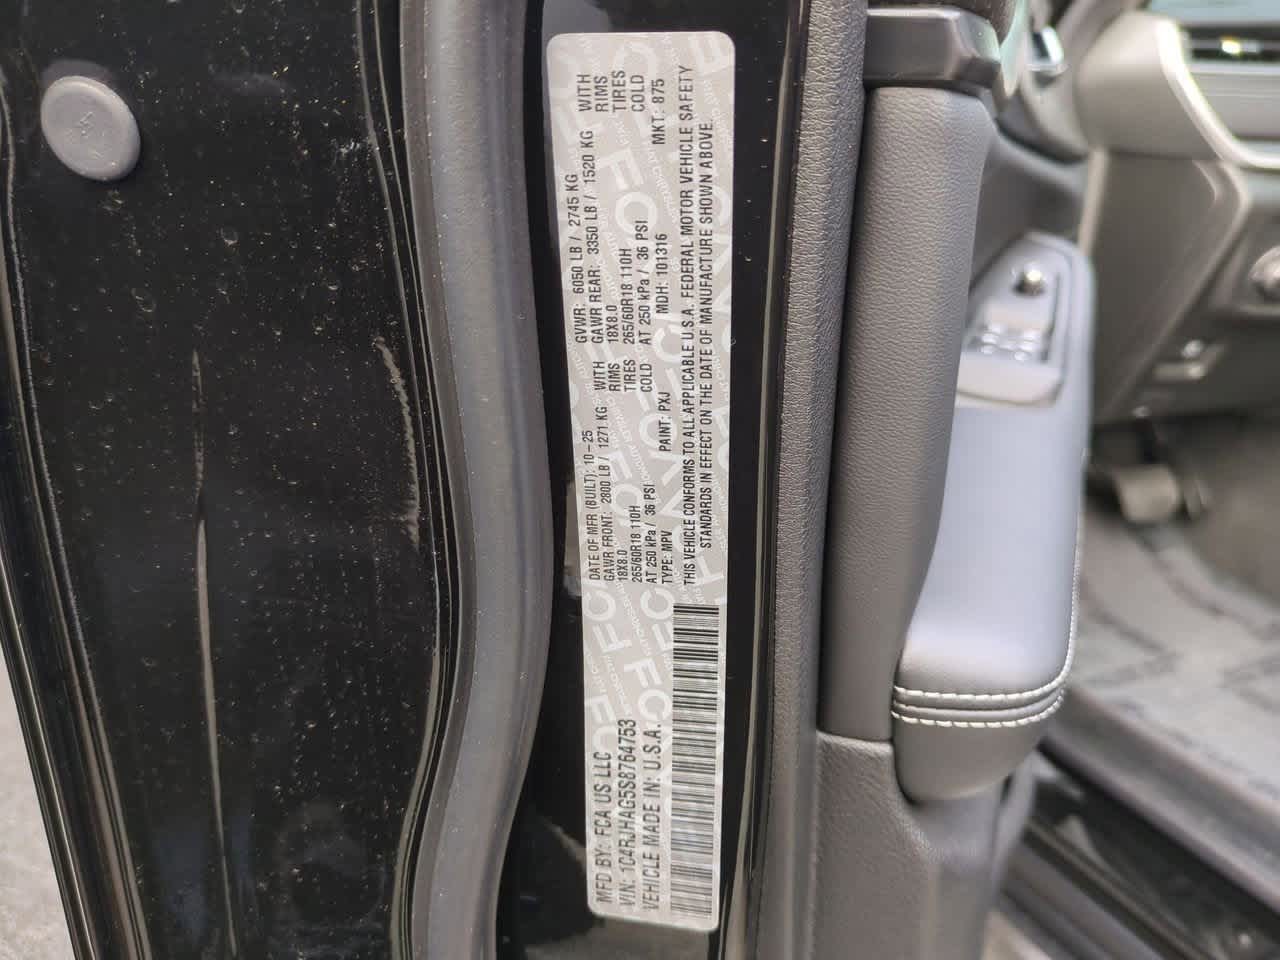 MFD BY: FCA US LLC
VIN: 1C4RJHAG5S8764753
VEHICLE MADE IN: U.S.A.
DATE OF MFR (BUILT): 10-25 GVWR: 6050 LB / 2745 KG
GAWR FRONT: 2800 LB / 1271 KG WITH GAWR REAR: 3350 LB / 1520 KG WITH
18X8.0 RIMS 18X8.0 RIMS
265/60R18 110H TIRES 265/60R18 110H TIRES
AT 250 kPa / 36 PSI COLD AT 250 kPa / 36 PSI COLD
TYPE: MPV PAINT: PXJ MDH: 101316 MKT: 875
THIS VEHICLE CONFORMS TO ALL APPLICABLE U.S.A. FEDERAL MOTOR VEHICLE SAFETY
STANDARDS IN EFFECT ON THE DATE OF MANUFACTURE SHOWN ABOVE.